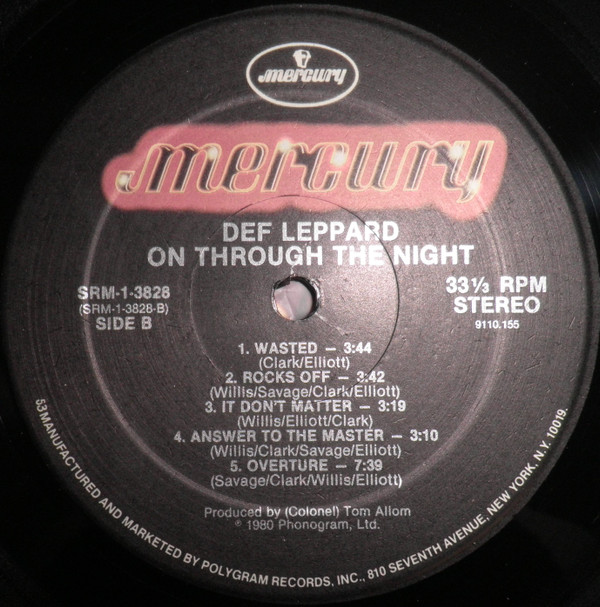 mercury
mercury
DEF LEPPARD
ON THROUGH THE NIGHT
SRM-1-3828
(SRM-1-3828-B)
SIDE B
33 1/3 RPM
STEREO
9110.155
1. WASTED – 3:44
(Clark/Elliott)
2. ROCKS OFF – 3:42
(Willis/Savage/Clark/Elliott)
3. IT DON'T MATTER – 3:19
(Willis/Elliott/Clark)
4. ANSWER TO THE MASTER – 3:10
(Willis/Clark/Savage/Elliott)
5. OVERTURE – 7:39
(Savage/Clark/Willis/Elliott)
Produced by (Colonel) Tom Allom
℗ 1980 Phonogram, Ltd.
53 MANUFACTURED AND MARKETED BY POLYGRAM RECORDS, INC., 810 SEVENTH AVENUE, NEW YORK, N.Y. 10019.